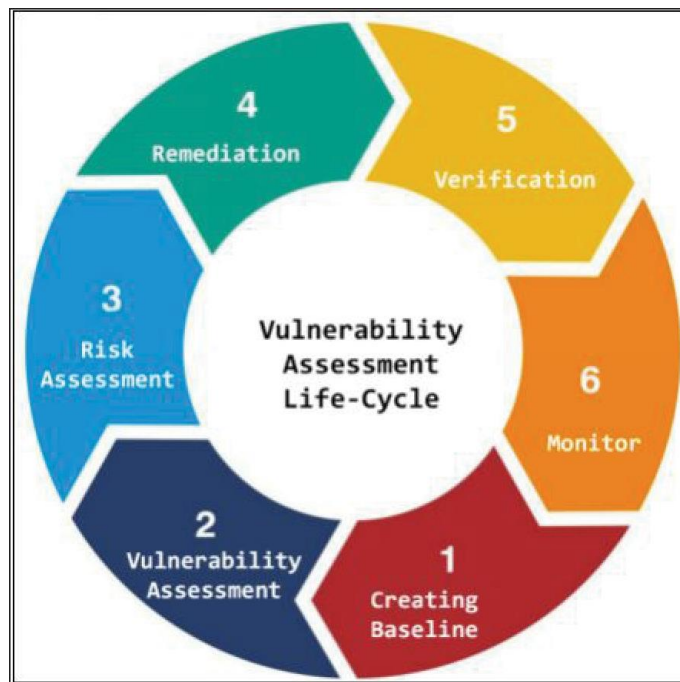 Vulnerability
Assessment
Life-Cycle
1
Creating
Baseline
2
Vulnerability
Assessment
3
Risk
Assessment
4
Remediation
5
Verification
6
Monitor